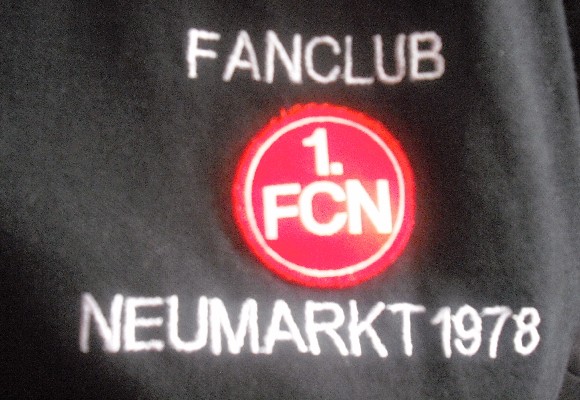 FANCLUB
1.
FCN
NEUMARKT 1978